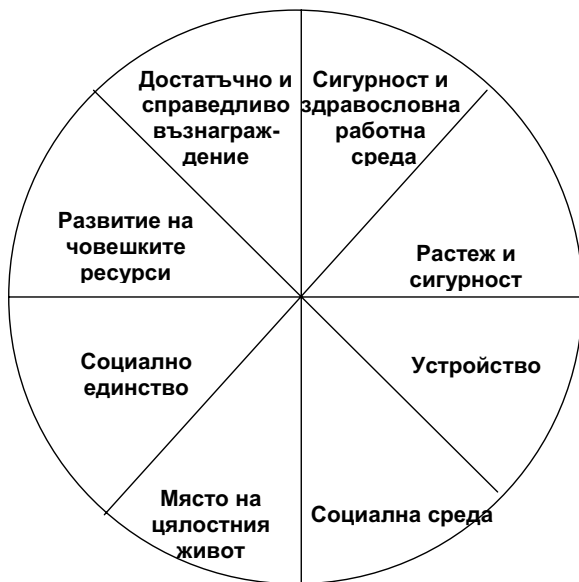 Достатъчно и
справедливо
възнаграж-
дение
Сигурност и
здравословна
работна
среда
Развитие на
човешките
ресурси
Растеж и
сигурност
Социално
единство
Устройство
Място на
цялостния
живот
Социална среда